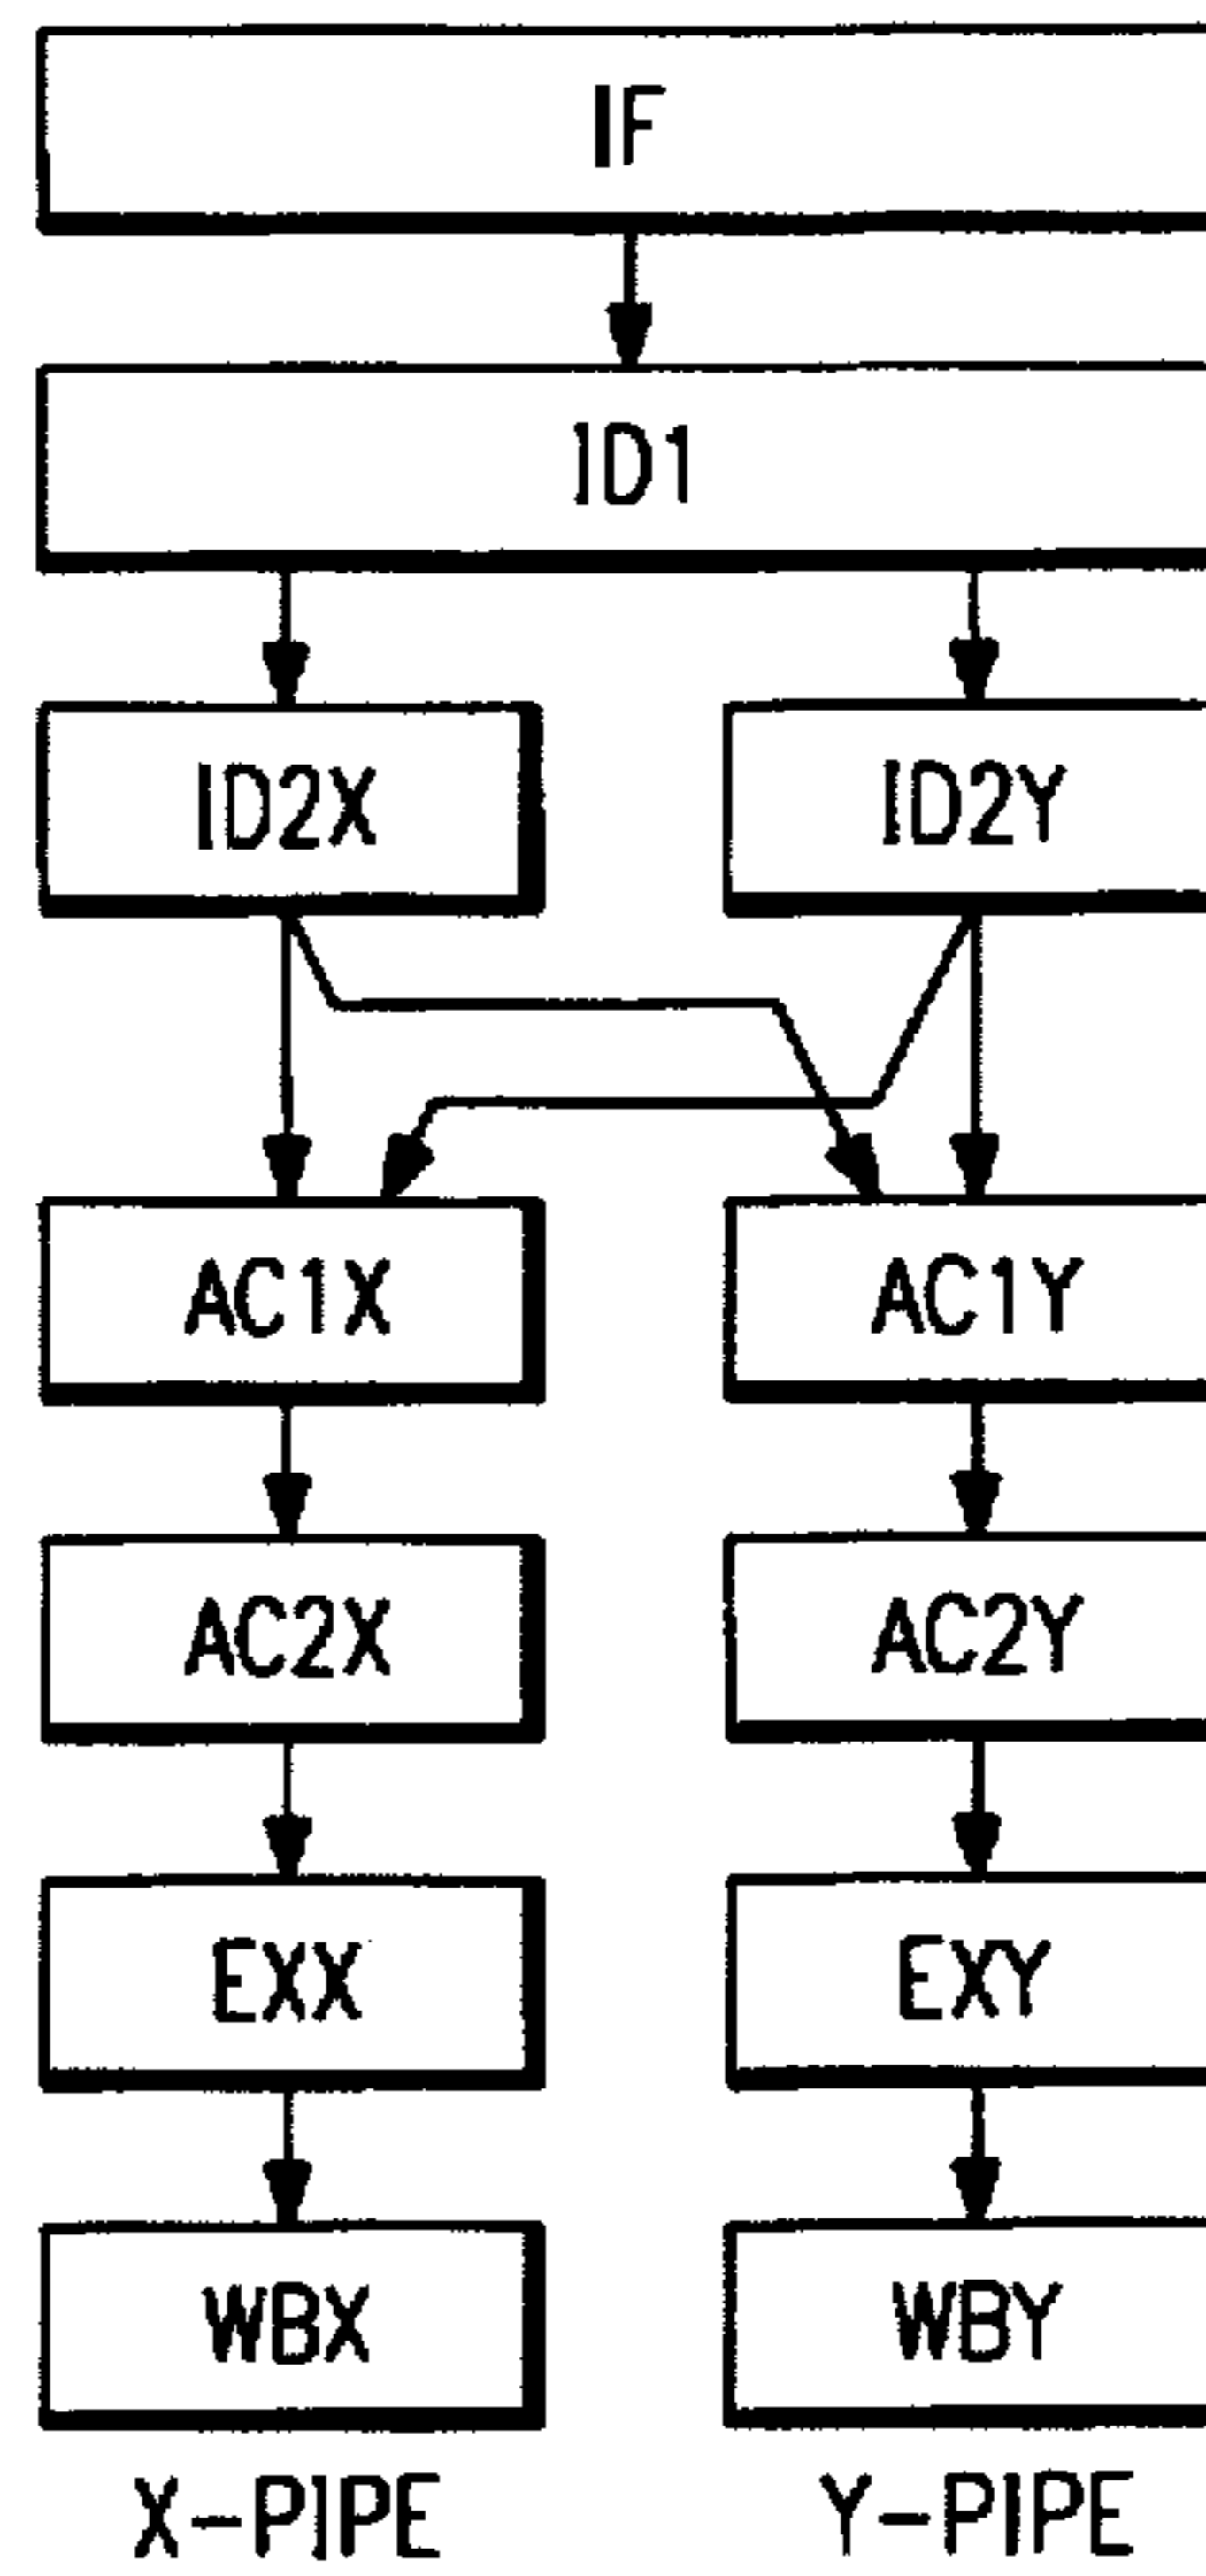 IF
ID1
ID2X ID2Y
AC1X AC1Y
AC2X AC2Y
EXX EXY
WBX WBY
X-PIPE Y-PIPE